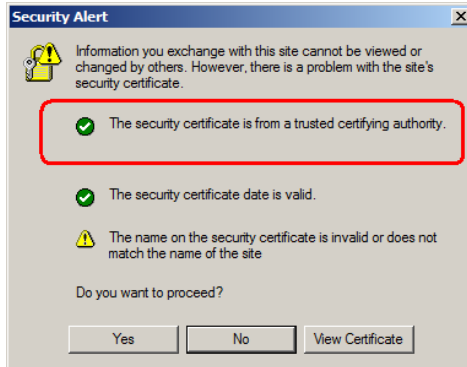 Security Alert
Information you exchange with this site cannot be viewed or
changed by others. However, there is a problem with the site's
security certificate.
The security certificate is from a trusted certifying authority.
The security certificate date is valid.
The name on the security certificate is invalid or does not
match the name of the site
Do you want to proceed?
Yes No View Certificate